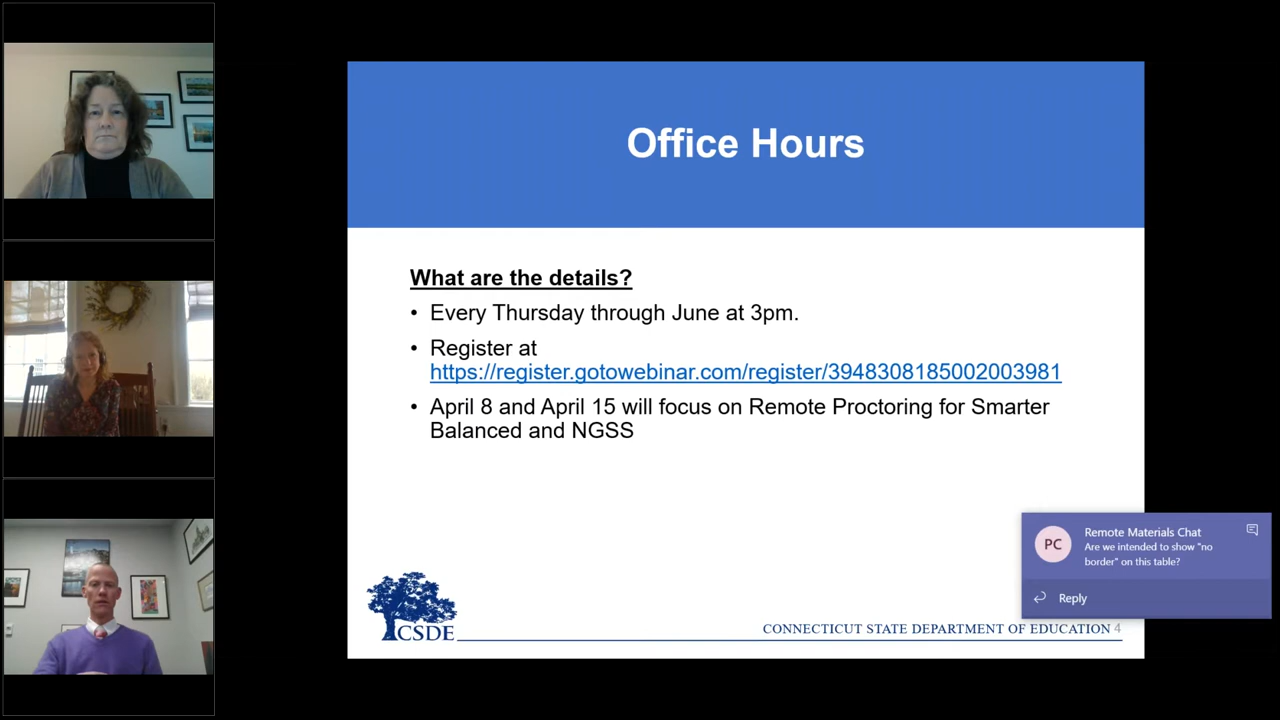 Office Hours
What are the details?
• Every Thursday through June at 3pm.
• Register at
https://register.gotowebinar.com/register/3948308185002003981
• April 8 and April 15 will focus on Remote Proctoring for Smarter
Balanced and NGSS
PC
Remote Materials Chat
Are we intended to show "no
border" on this table?
Reply
CSDE
CONNECTICUT STATE DEPARTMENT OF EDUCATION 4